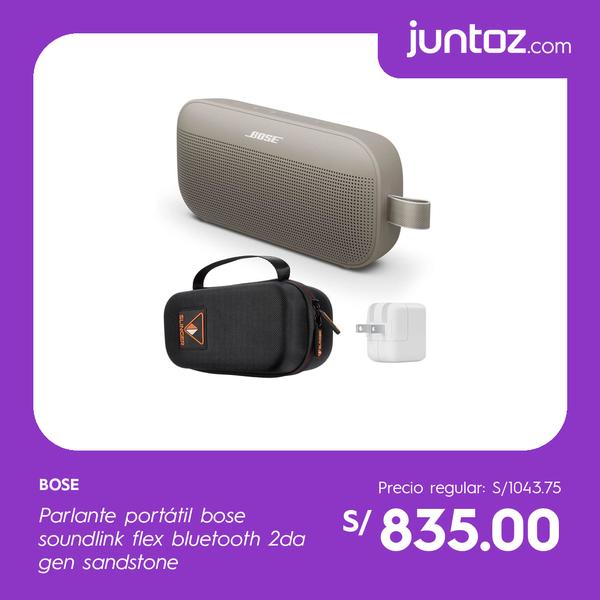 juntoz.com
BOSE
SLINGER
BOSE
Parlante portátil bose
soundlink flex bluetooth 2da
gen sandstone
Precio regular: S/1043.75
S/ 835.00